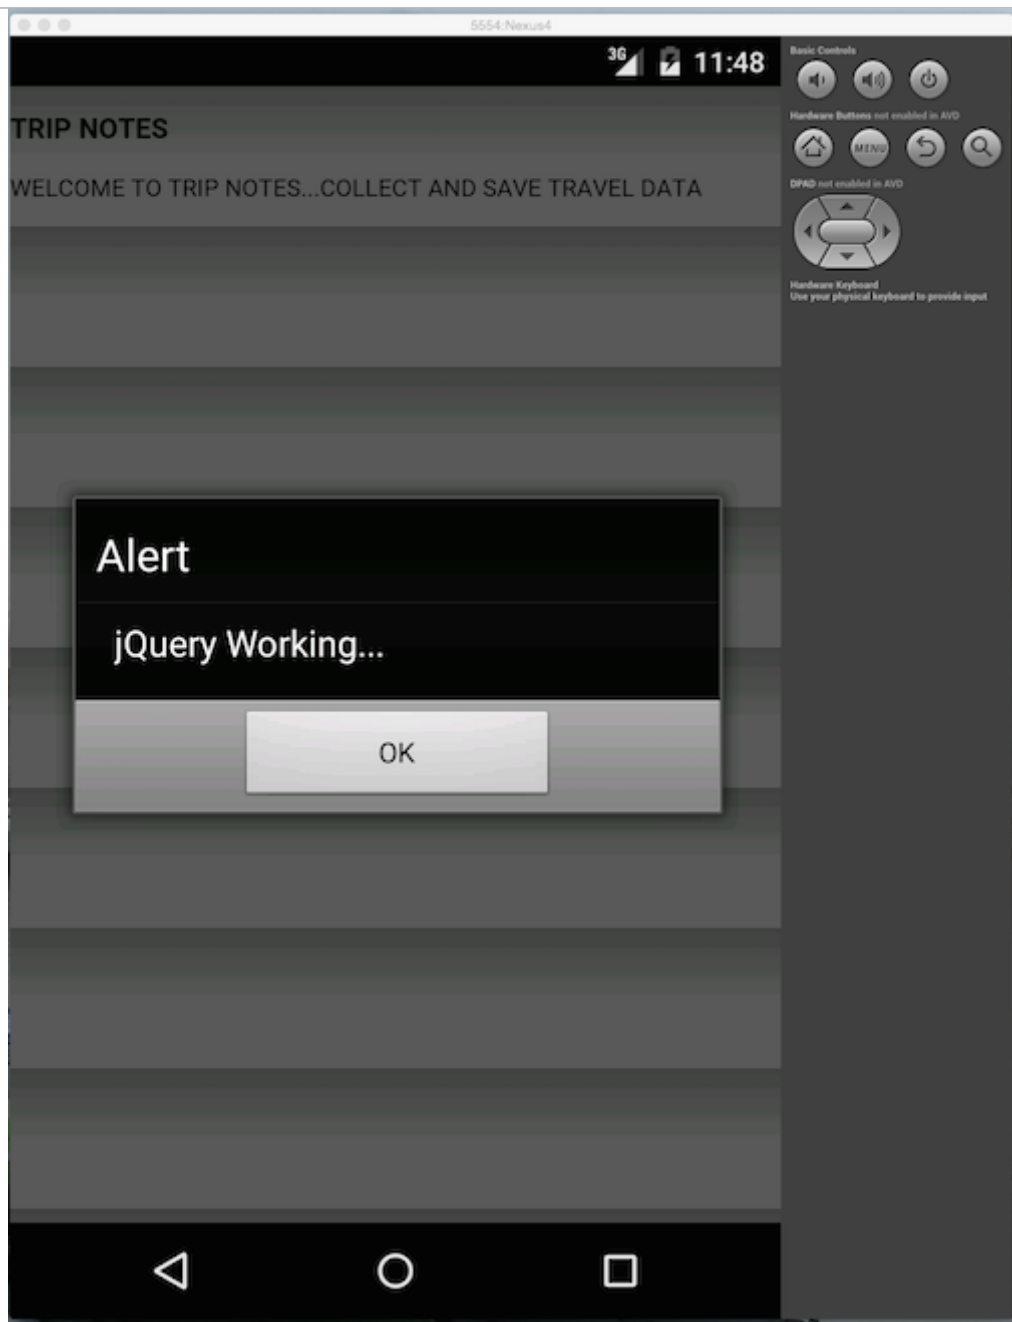 5554:Nexus4
3G 11:48
Basic Controls
Hardware Buttons not enabled in AVD
MENU
DPAD not enabled in AVD
Hardware Keyboard
Use your physical keyboard to provide input
TRIP NOTES
WELCOME TO TRIP NOTES...COLLECT AND SAVE TRAVEL DATA
Alert
jQuery Working...
OK